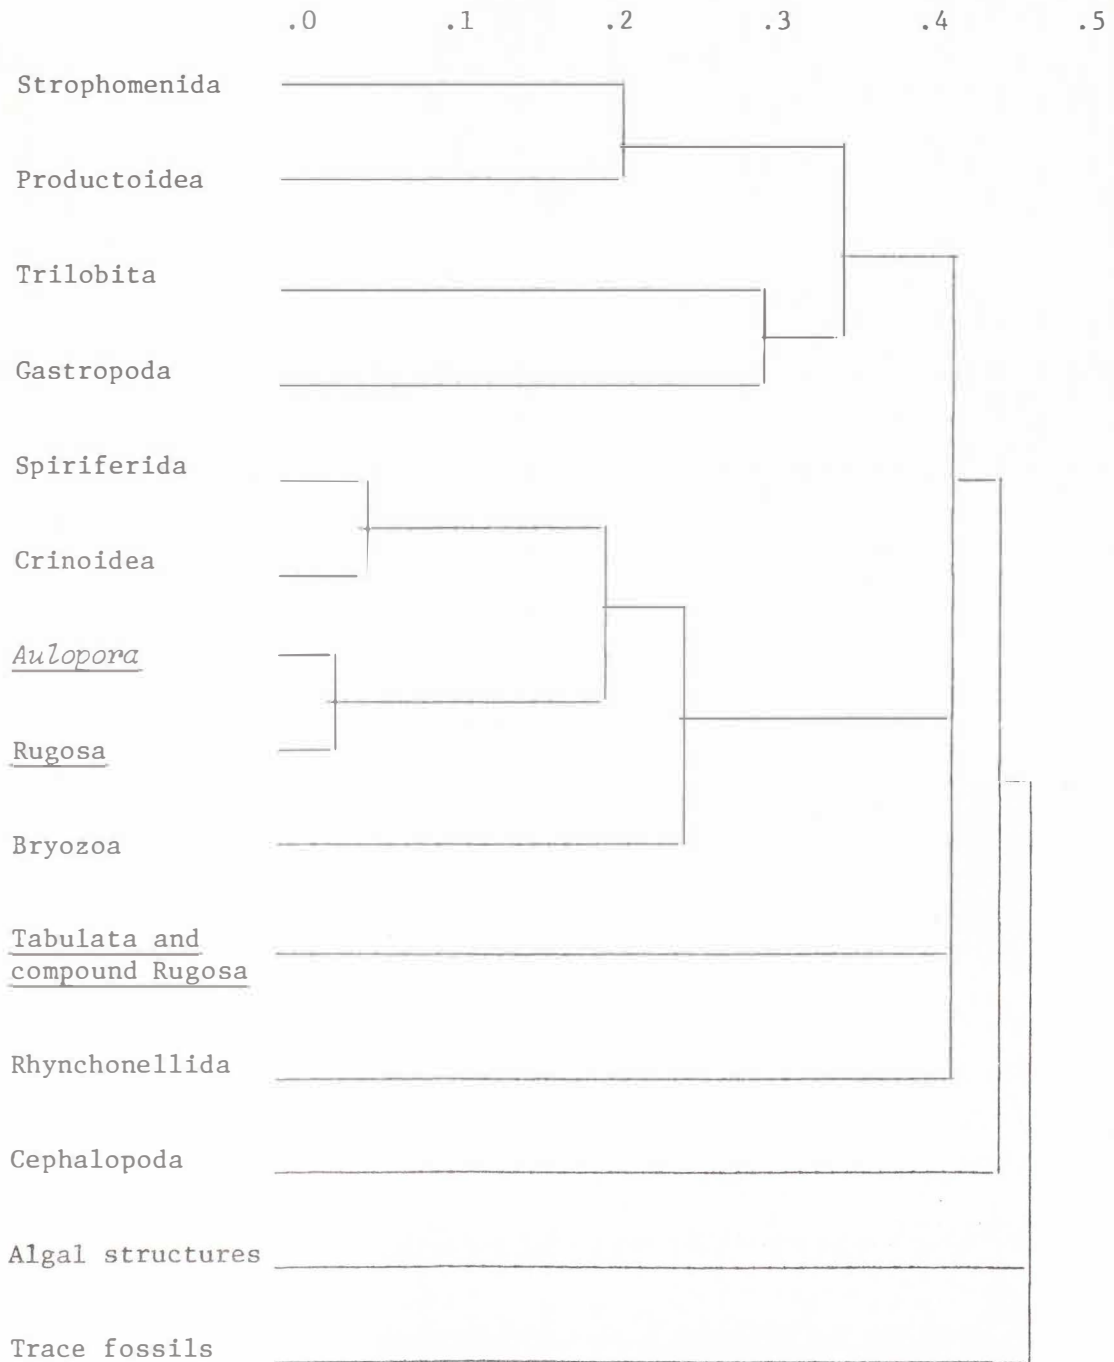 .0 .1 .2 .3 .4 .5
Strophomenida
Productoidea
Trilobita
Gastropoda
Spiriferida
Crinoidea
Aulopora
Rugosa
Bryozoa
Tabulata and
compound Rugosa
Rhynchonellida
Cephalopoda
Algal structures
Trace fossils